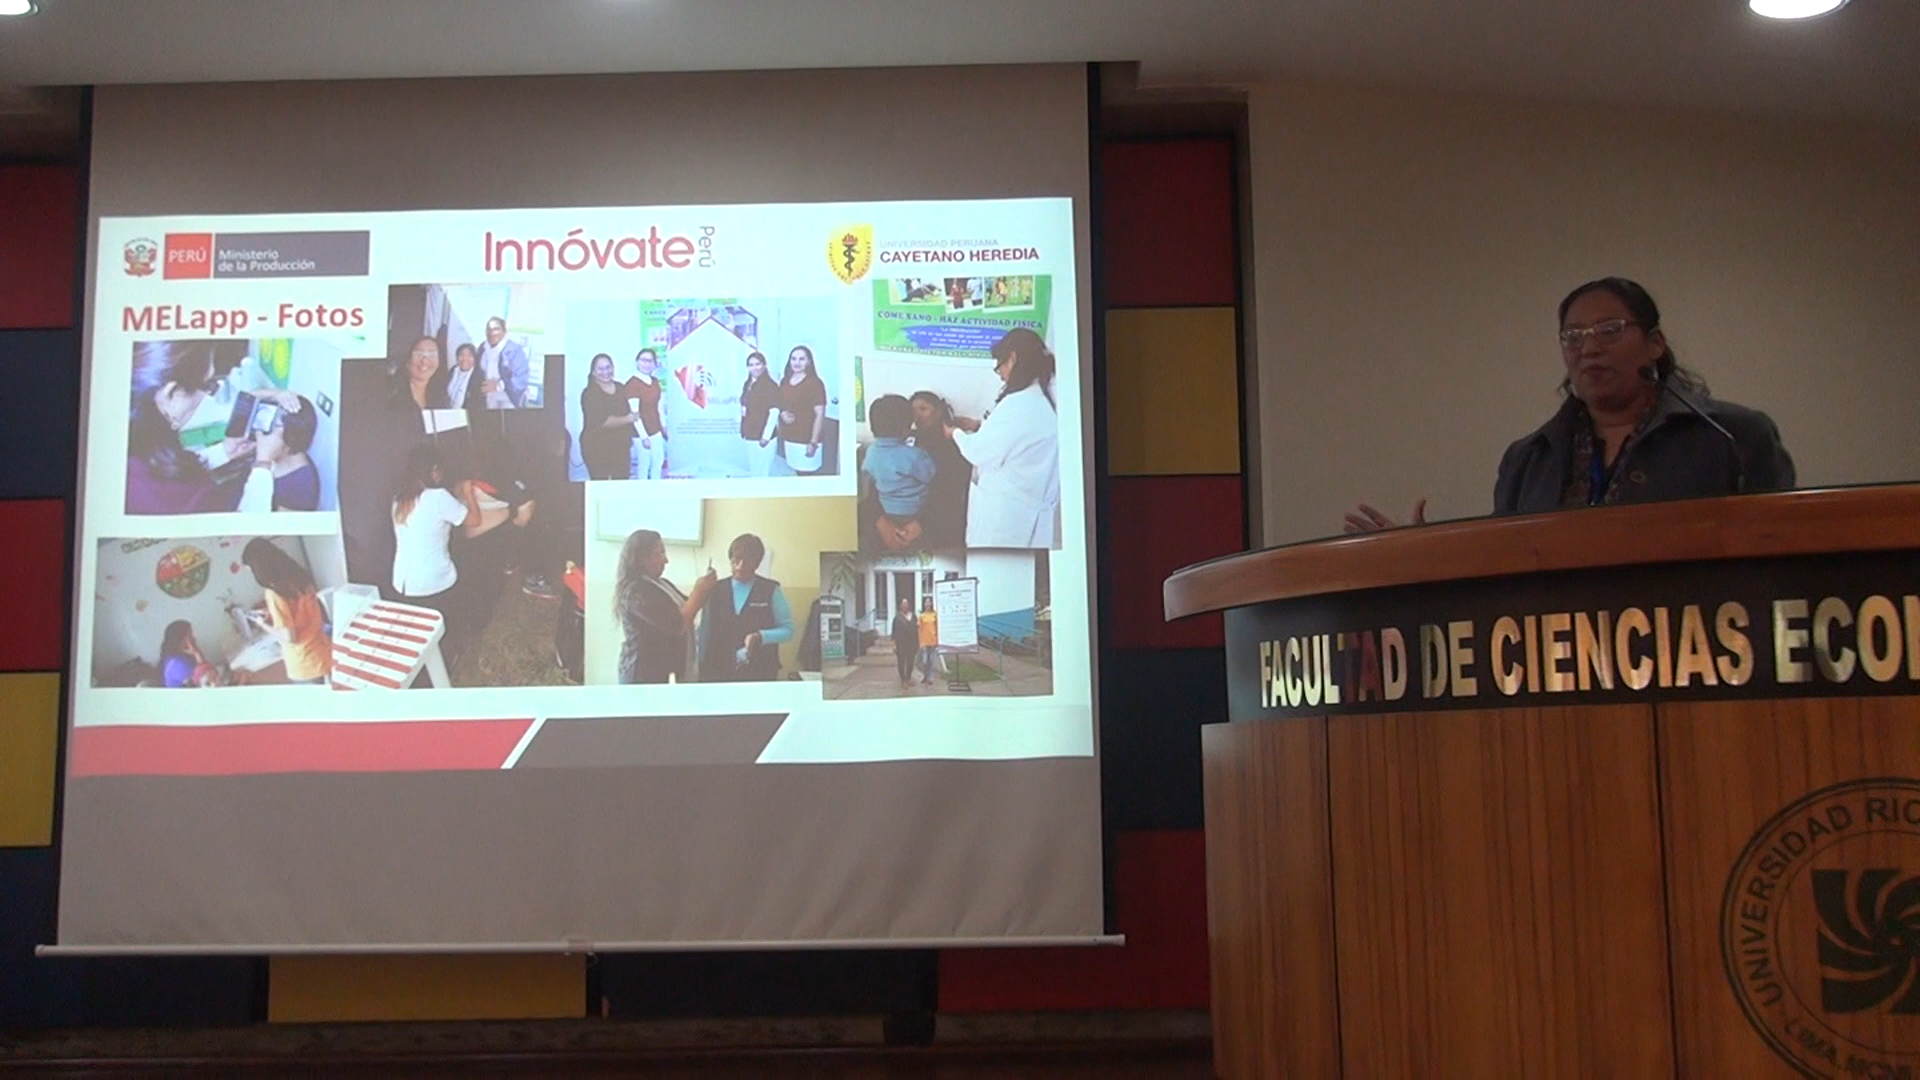 PERÚ
Ministerio
de la Producción
Innóvate
Perú
UNIVERSIDAD PERUANA
CAYETANO HEREDIA
MELapp - Fotos
COME SANO - HAZ ACTIVIDAD FISICA
FACULTAD DE CIENCIAS ECO
UNIVERSIDAD RIC
LIMA